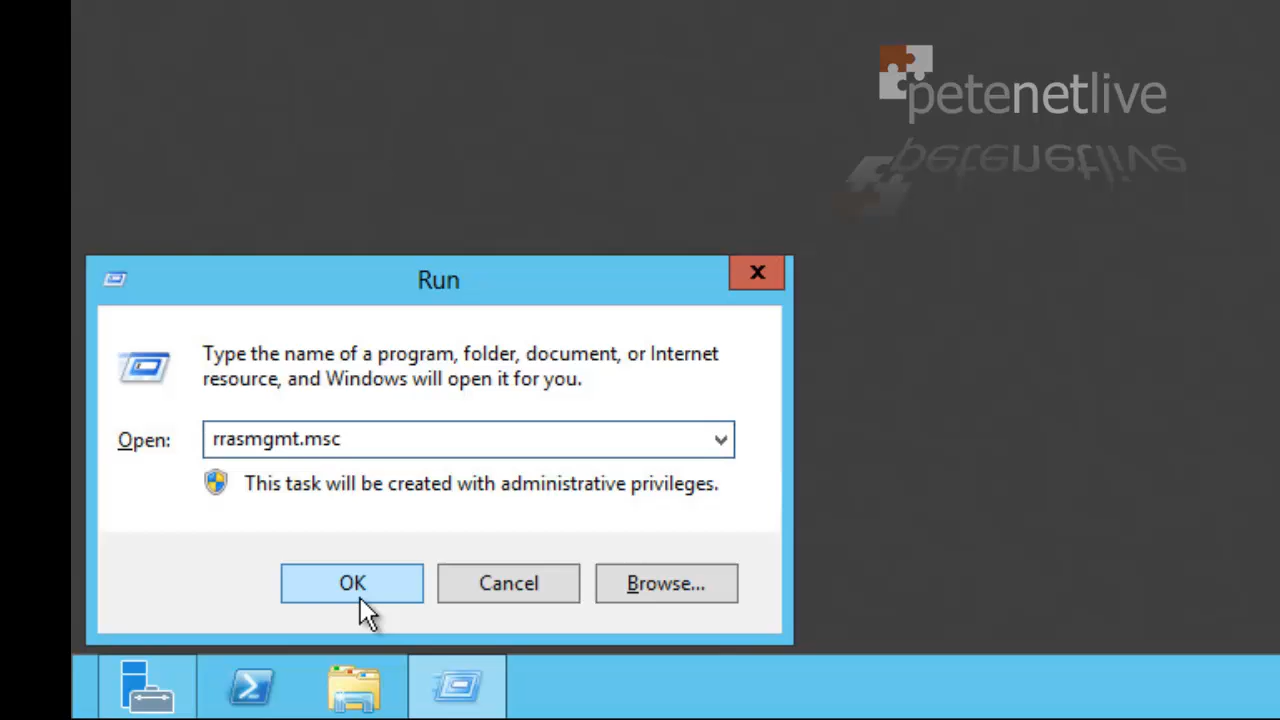 petenetlive
Run
x
Type the name of a program, folder, document, or Internet
resource, and Windows will open it for you.
Open:
rrasmgmt.msc
This task will be created with administrative privileges.
OK
Cancel
Browse...